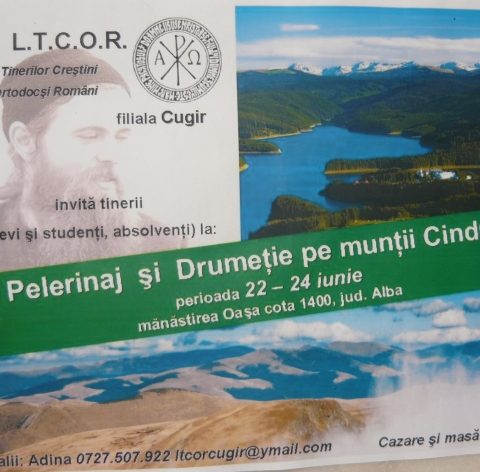 L.T.C.O.R.
Tinerilor Creştini
ortodocşi Români
A Ω
filiala Cugir
invită tinerii
evi şi studenţi, absolvenţi) la:
Pelerinaj şi Drumeţie pe munţii Cind
perioada 22 – 24 iunie
mănăstirea Oaşa cota 1400, jud. Alba
alii: Adina 0727.507.922 ltcorcugir@ymail.com
Cazare şi masă